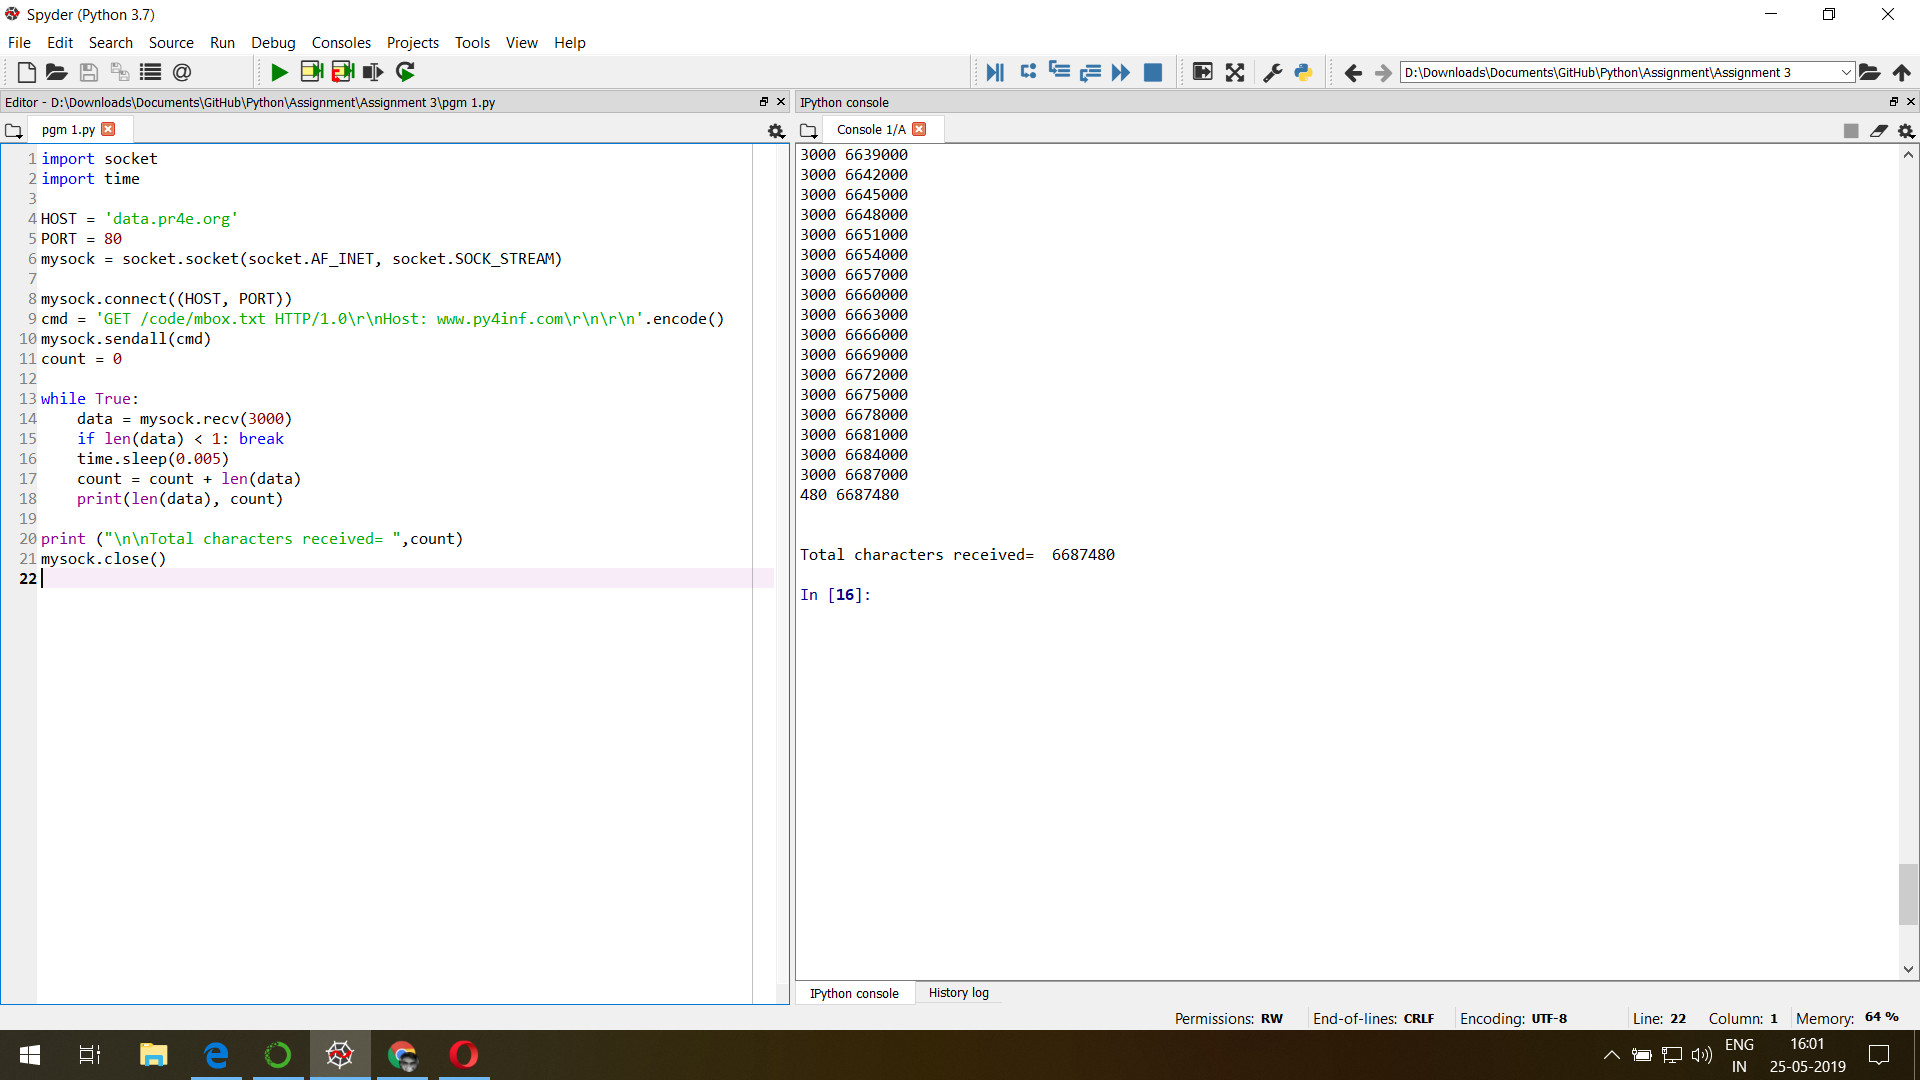 Spyder (Python 3.7)
File Edit Search Source Run Debug Consoles Projects Tools View Help
D:\Downloads\Documents\GitHub\Python\Assignment\Assignment 3
Editor - D:\Downloads\Documents\GitHub\Python\Assignment\Assignment 3\pgm 1.py
pgm 1.py
1 import socket
2 import time
3
4 HOST = 'data.pr4e.org'
5 PORT = 80
6 mysock = socket.socket(socket.AF_INET, socket.SOCK_STREAM)
7
8 mysock.connect((HOST, PORT))
9 cmd = 'GET /code/mbox.txt HTTP/1.0\r\nHost: www.py4inf.com\r\n\r\n'.encode()
10 mysock.sendall(cmd)
11 count = 0
12
13 while True:
14     data = mysock.recv(3000)
15     if len(data) < 1: break
16     time.sleep(0.005)
17     count = count + len(data)
18     print(len(data), count)
19
20 print ("\n\nTotal characters received= ",count)
21 mysock.close()
22
IPython console
Console 1/A
3000 6639000
3000 6642000
3000 6645000
3000 6648000
3000 6651000
3000 6654000
3000 6657000
3000 6660000
3000 6663000
3000 6666000
3000 6669000
3000 6672000
3000 6675000
3000 6678000
3000 6681000
3000 6684000
3000 6687000
480 6687480
Total characters received=  6687480
In [16]:
IPython console History log
Permissions: RW End-of-lines: CRLF Encoding: UTF-8 Line: 22 Column: 1 Memory: 64 %
ENG
IN
16:01
25-05-2019